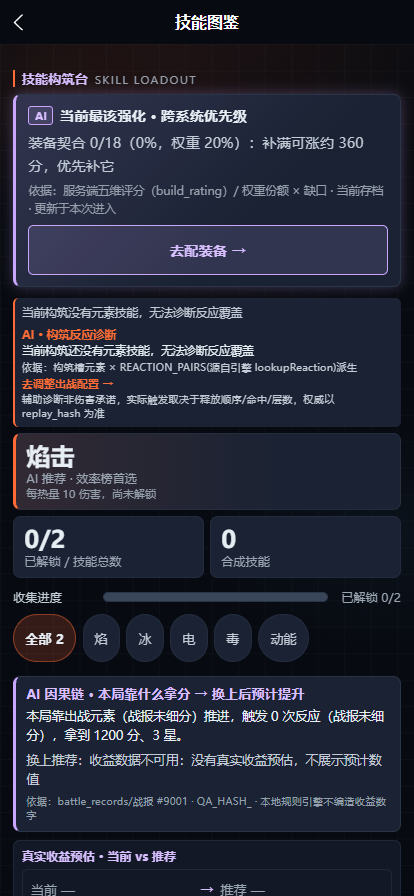 技能图鉴
技能构筑台 SKILL LOADOUT
AI 当前最该强化 · 跨系统优先级
装备契合 0/18（0%，权重 20%）：补满可涨约 360
分，优先补它
依据：服务端五维评分（build_rating）/ 权重份额 × 缺口 · 当前存档
· 更新于本次进入
去配装备 →
当前构筑没有元素技能，无法诊断反应覆盖
AI · 构筑反应诊断
当前构筑还没有元素技能，无法诊断反应覆盖
依据：构筑槽元素 × REACTION_PAIRS(源自引擎 lookupReaction)派生
去调整出战配置 →
辅助诊断非伤害承诺，实际触发取决于释放顺序/命中/层数，权威以
replay_hash 为准
焰击
AI 推荐 · 效率榜首选
每热量 10 伤害，尚未解锁
0/2
已解锁 / 技能总数
0
合成技能
收集进度 已解锁 0/2
全部 2 焰 冰 电 毒 动能
AI 因果链 · 本局靠什么拿分 → 换上后预计提升
本局靠出战元素（战报未细分）推进，触发 0 次反应（战报未细
分），拿到 1200 分、3 星。
换上推荐：收益数据不可用：没有真实收益预估，不展示预计数
值
依据：battle_records/战报 #9001 · QA_HASH_ · 本地规则引擎不编造收益数
字
真实收益预估 · 当前 vs 推荐
当前 — → 推荐 —